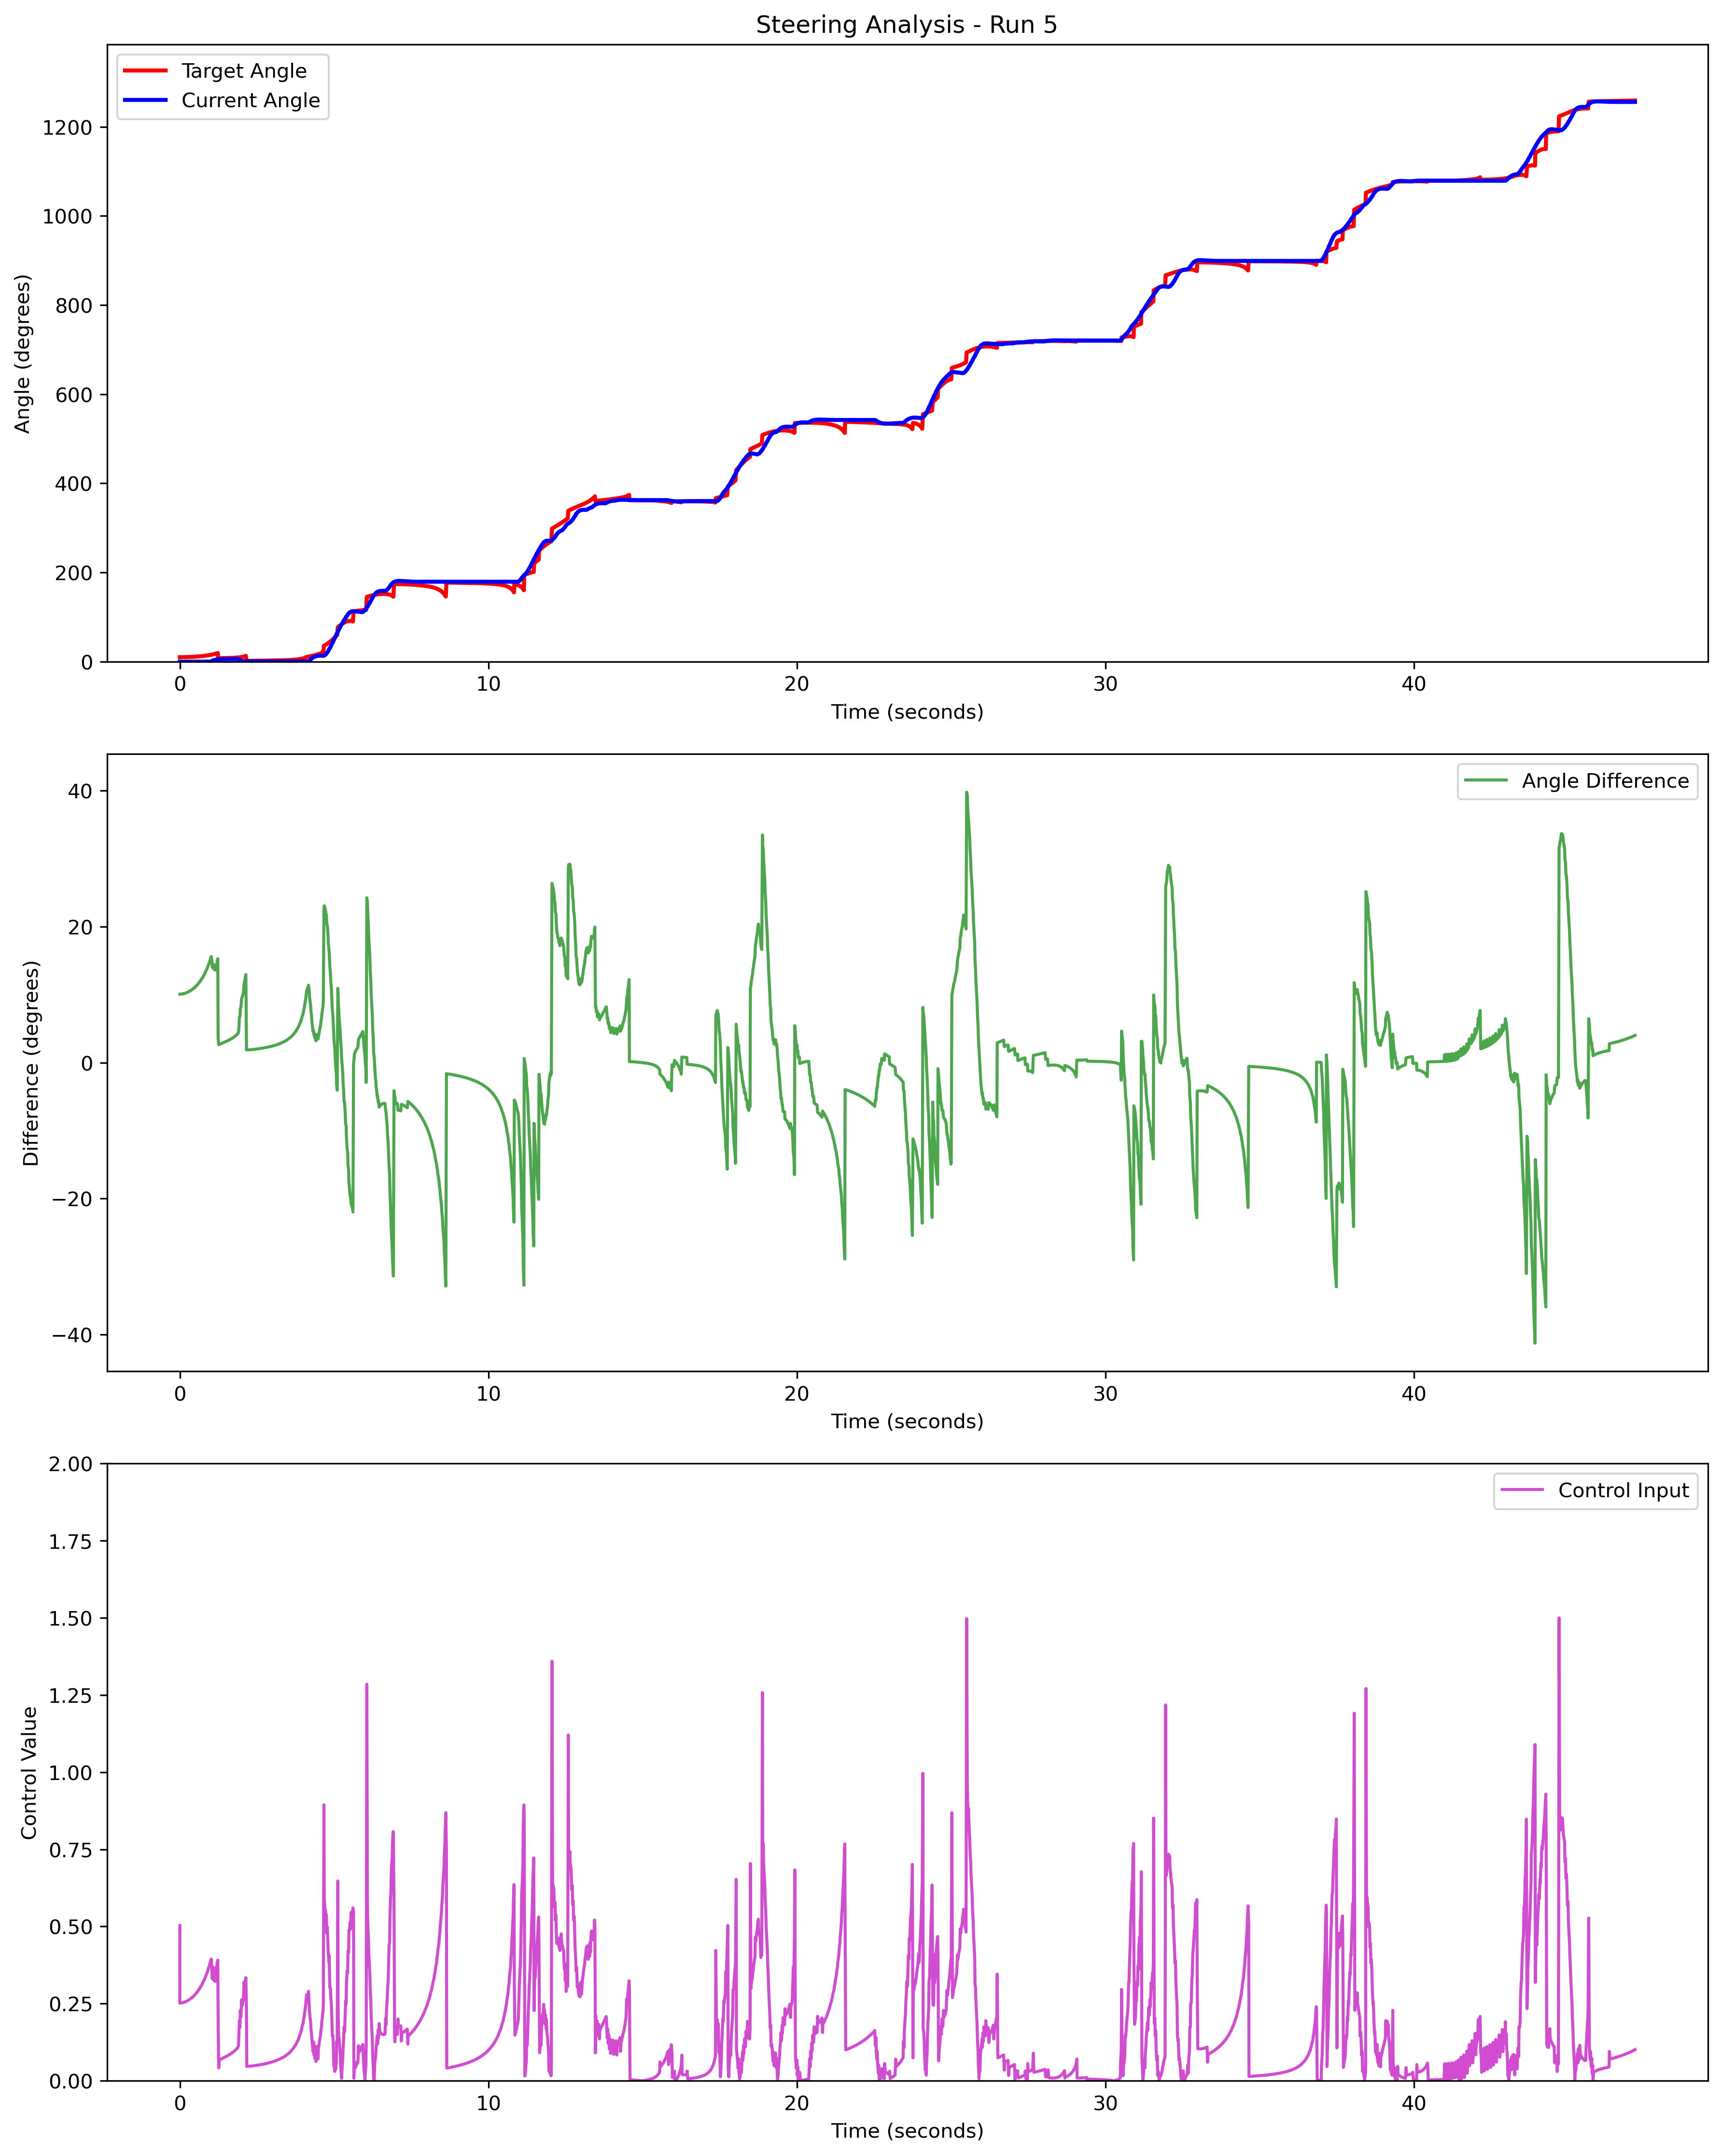 Steering Analysis - Run 5
Target Angle
Current Angle
1200
1000
800
600
400
200
0
Angle (degrees)
0 10 20 30 40
Time (seconds)
Angle Difference
40
20
0
−20
−40
Difference (degrees)
0 10 20 30 40
Time (seconds)
Control Input
2.00
1.75
1.50
1.25
1.00
0.75
0.50
0.25
0.00
Control Value
0 10 20 30 40
Time (seconds)